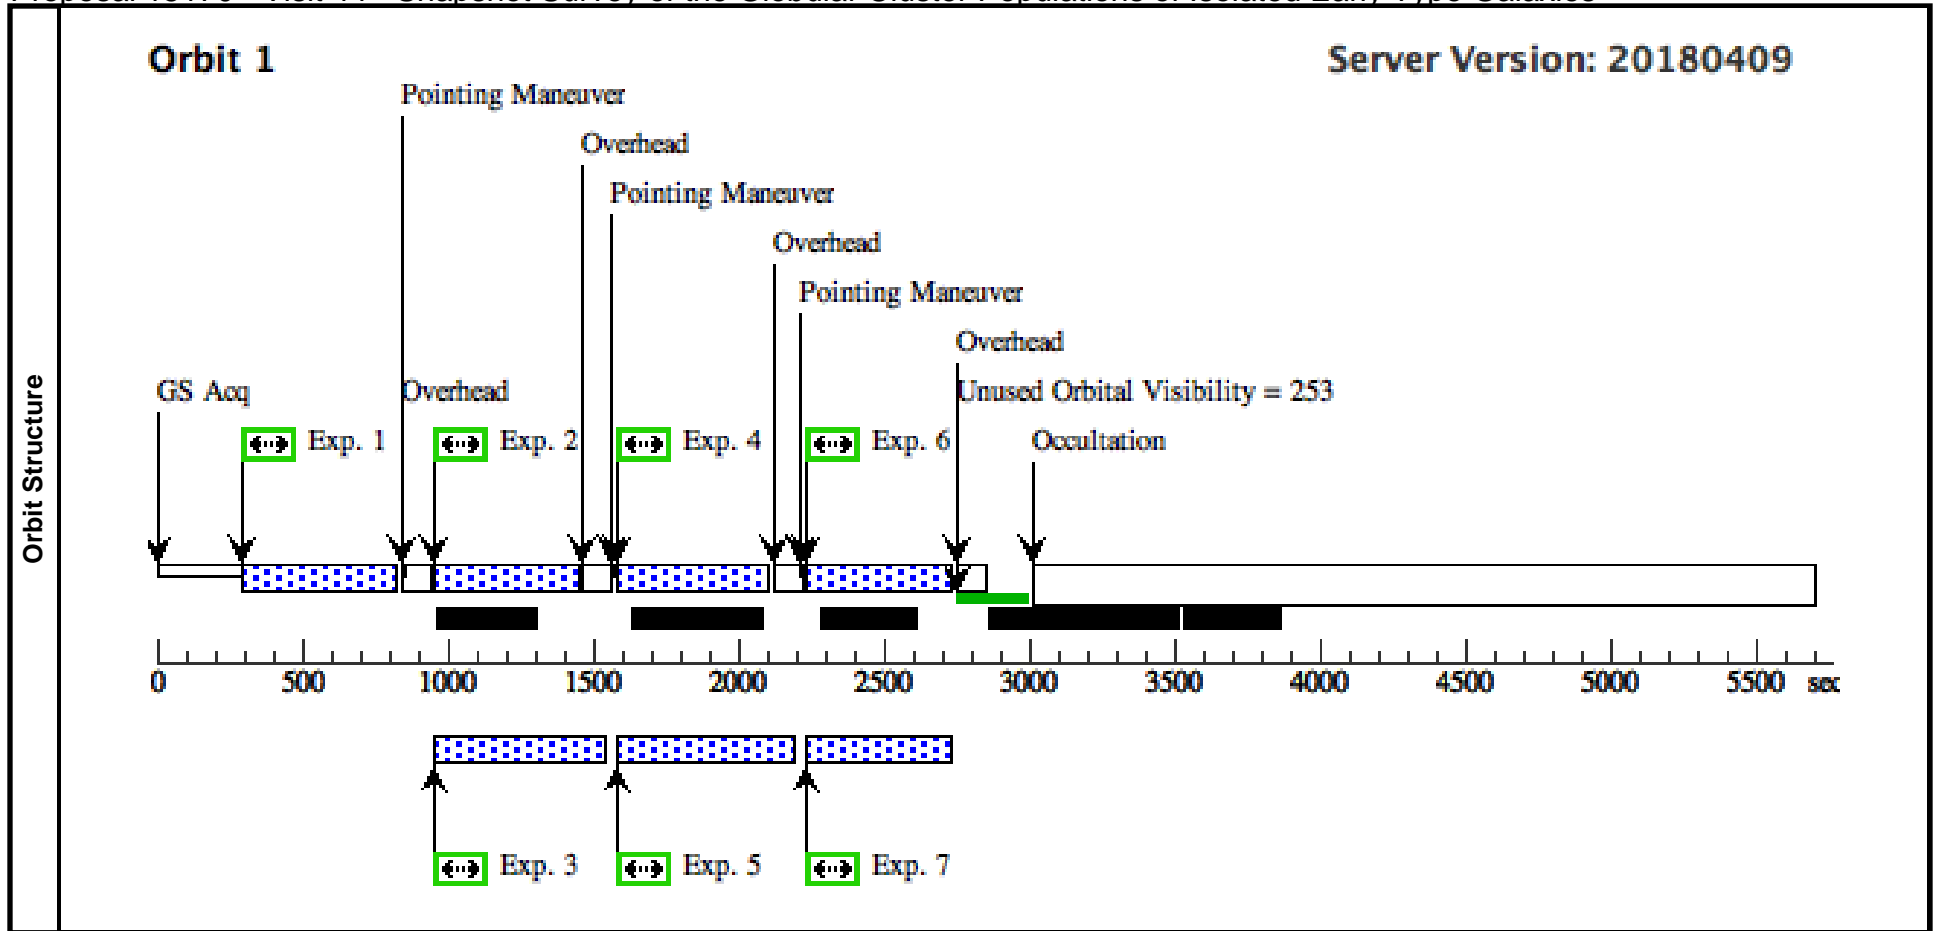 Orbit 1
Server Version: 20180409
Pointing Maneuver
Overhead
Pointing Maneuver
Overhead
Pointing Maneuver
Overhead
GS Acq
Overhead
Unused Orbital Visibility = 253
Exp. 1
Exp. 2
Exp. 4
Exp. 6
Occultation
Orbit Structure
0 500 1000 1500 2000 2500 3000 3500 4000 4500 5000 5500 sec
Exp. 3
Exp. 5
Exp. 7